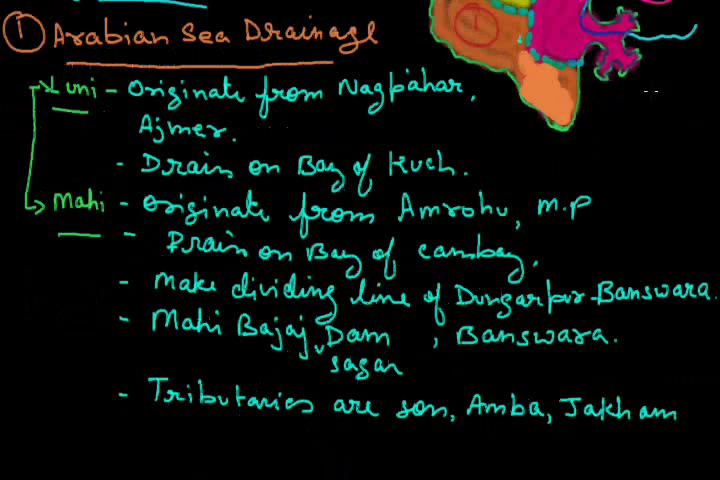 ① Arabian Sea Drainage
Luni - Originate from Nagpahar,
Ajmer.
- Drain on Bay of Kuch.
Mahi - Originate from Amrohu, M.P
- Drain on Bay of cambay.
- Make dividing line of Dungarpur-Banswara.
- Mahi Bajaj Dam, Banswara.
sagar
- Tributaries are son, Amba, Jakham
①